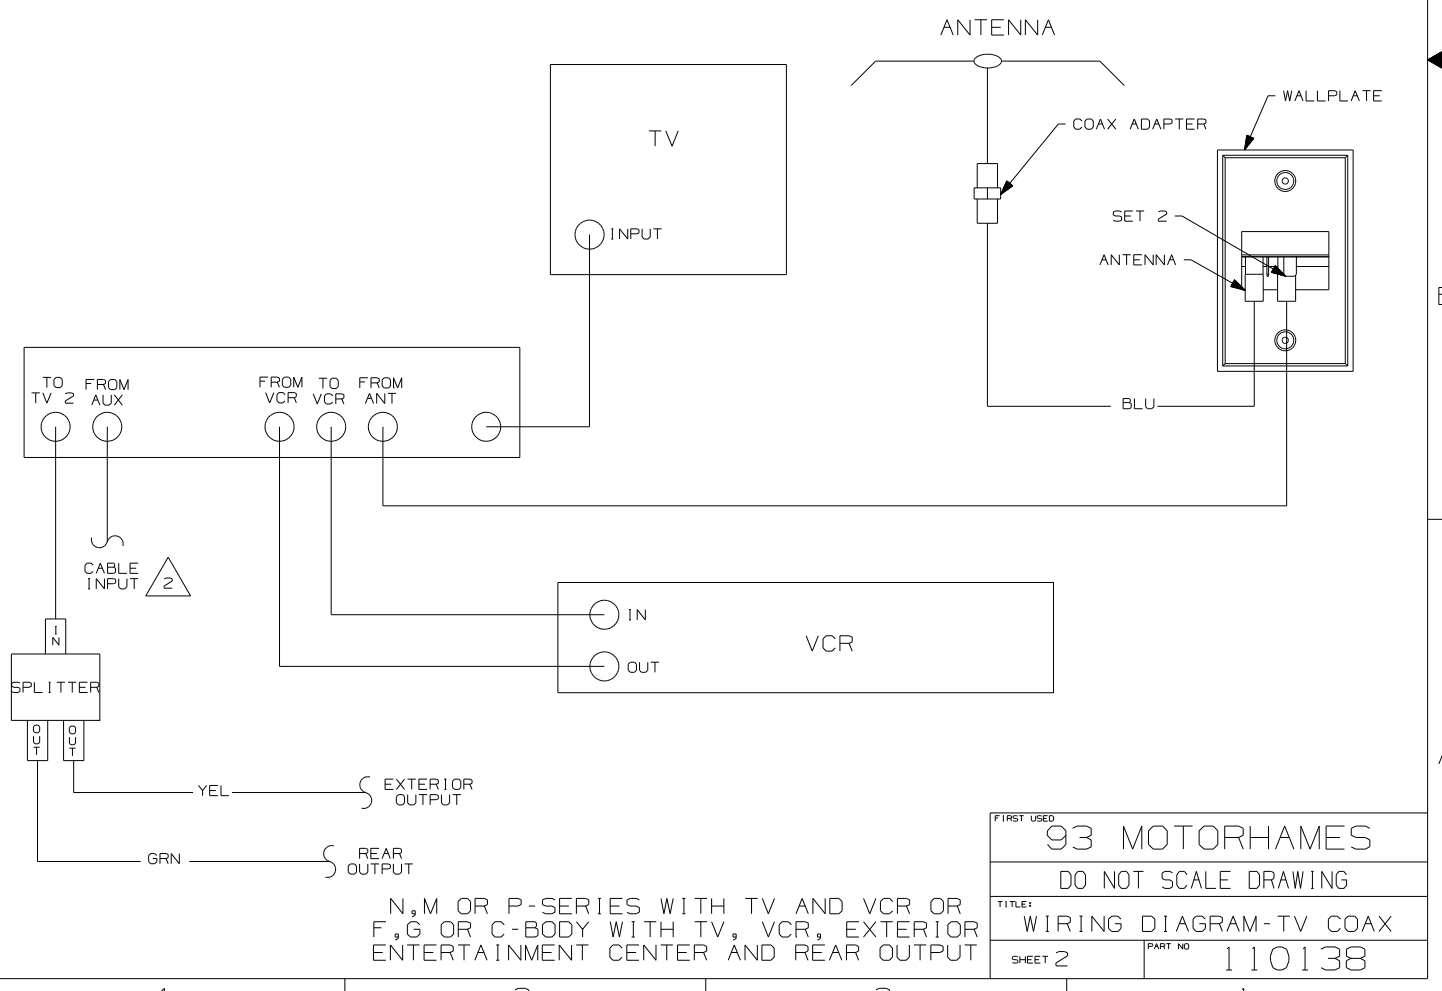 ANTENNA
WALLPLATE
COAX ADAPTER
TV
SET 2
INPUT
ANTENNA
TO
TV 2
FROM
AUX
FROM
VCR
TO
VCR
FROM
ANT
BLU
CABLE
INPUT
2
IN
IN
VCR
OUT
SPLITTER
OUT
OUT
YEL
EXTERIOR
OUTPUT
GRN
REAR
OUTPUT
FIRST USED
93 MOTORHAMES
DO NOT SCALE DRAWING
TITLE:
WIRING DIAGRAM-TV COAX
SHEET 2
PART NO
110138
N,M OR P-SERIES WITH TV AND VCR OR
F,G OR C-BODY WITH TV, VCR, EXTERIOR
ENTERTAINMENT CENTER AND REAR OUTPUT